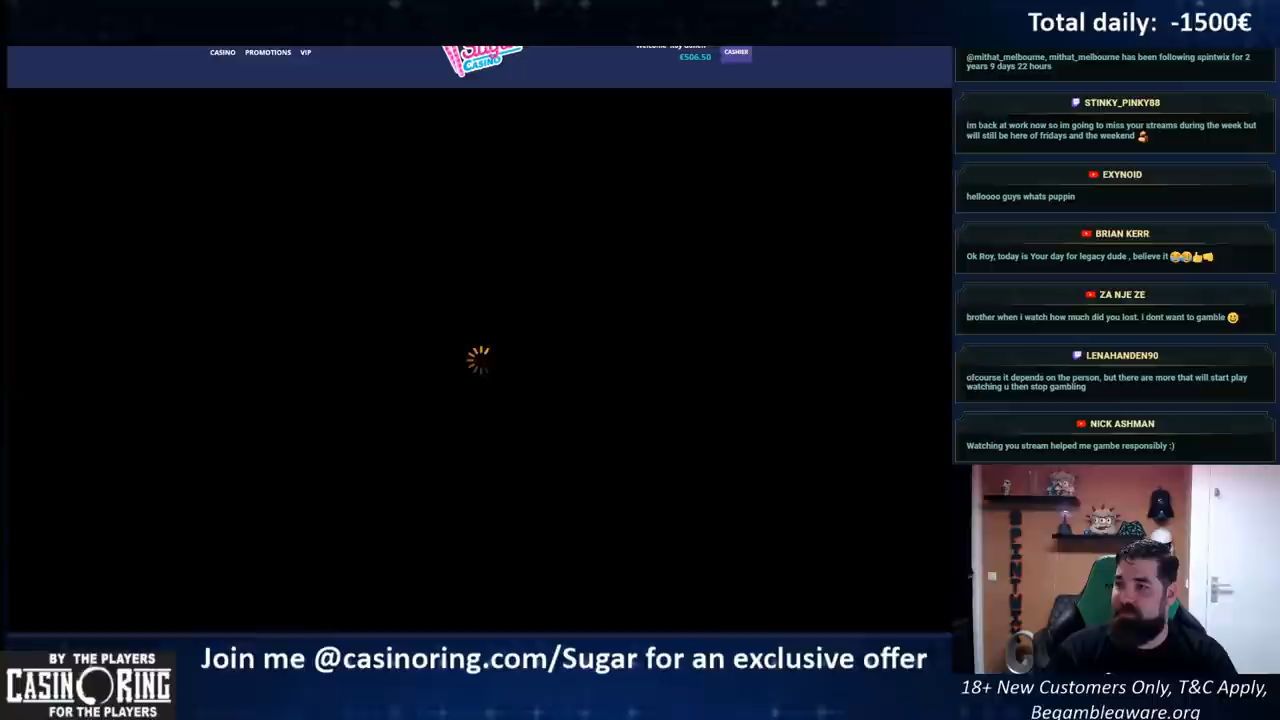 Total daily: -1500€
CASINO PROMOTIONS VIP
CASINO
€506.50
CASHIER
@mithat_melbourne, mithat_melbourne has been following spintwix for 2
years 9 days 22 hours
STINKY_PINKY88
im back at work now so im going to miss your streams during the week but
will still be here of fridays and the weekend
EXYNOID
helloooo guys whats puppin
BRIAN KERR
Ok Roy, today is Your day for legacy dude , believe it
ZA NJE ZE
brother when i watch how much did you lost. i dont want to gamble
LENAHANDEN90
ofcourse it depends on the person, but there are more that will start play
watching u then stop gambling
NICK ASHMAN
Watching you stream helped me gambe responsibly :)
SPINTWIX
BY THE PLAYERS
CASINORING
FOR THE PLAYERS
Join me @casinoring.com/Sugar for an exclusive offer
18+ New Customers Only, T&C Apply,
Begambleaware.org